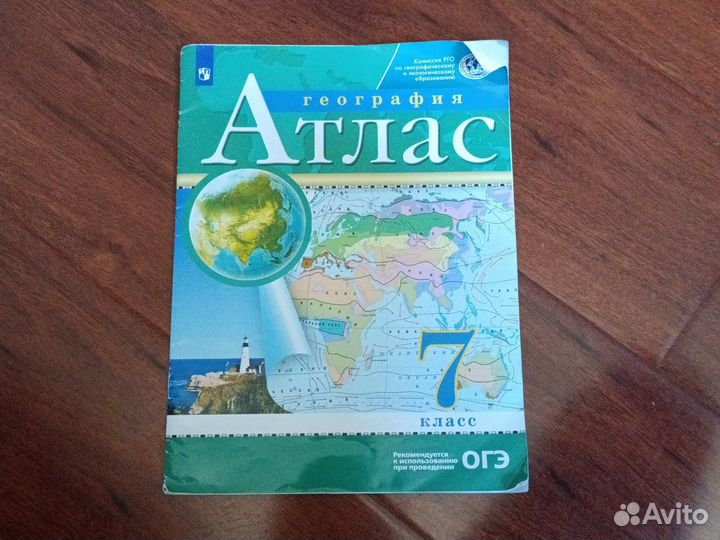 Комиссия РГО
по географическому
и экологическому
образованию
география
Атлас
7
класс
Рекомендуется
к использованию
при проведении
ОГЭ
Avito